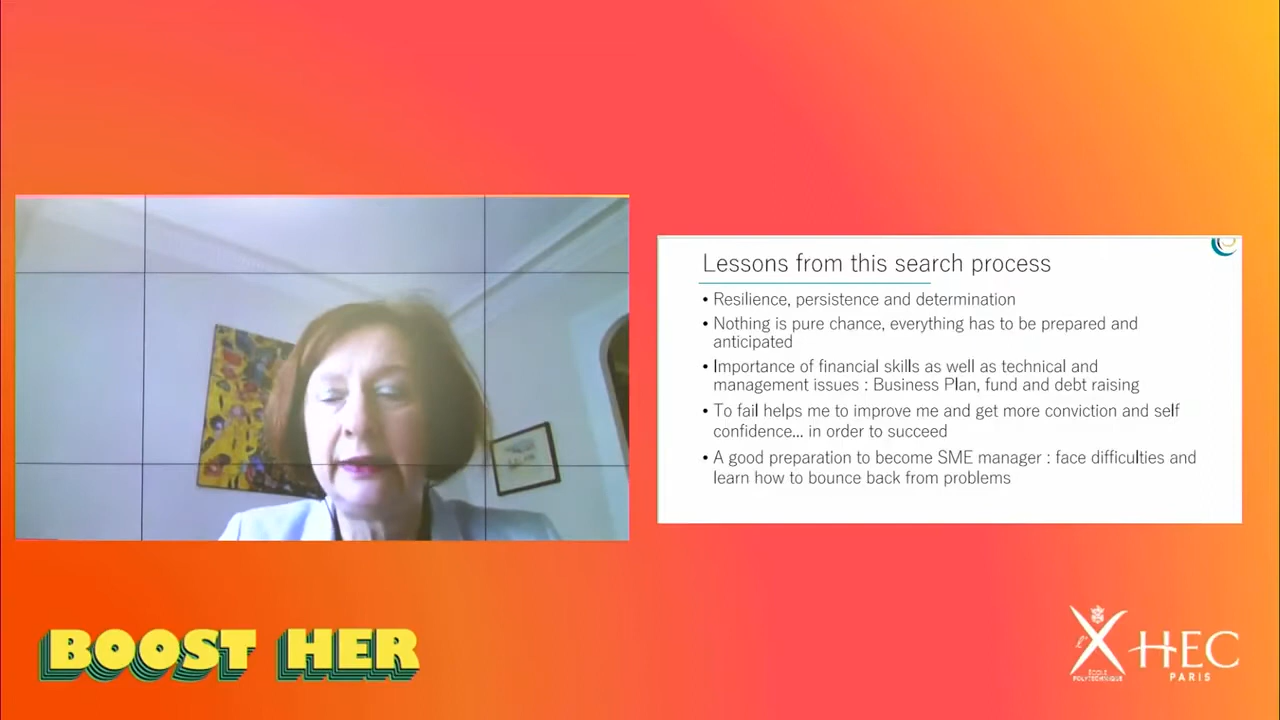 Lessons from this search process
• Resilience, persistence and determination
• Nothing is pure chance, everything has to be prepared and
anticipated
• Importance of financial skills as well as technical and
management issues : Business Plan, fund and debt raising
• To fail helps me to improve me and get more conviction and self
confidence... in order to succeed
• A good preparation to become SME manager : face difficulties and
learn how to bounce back from problems
BOOST HER
X HEC
ÉCOLE
POLYTECHNIQUE
PARIS